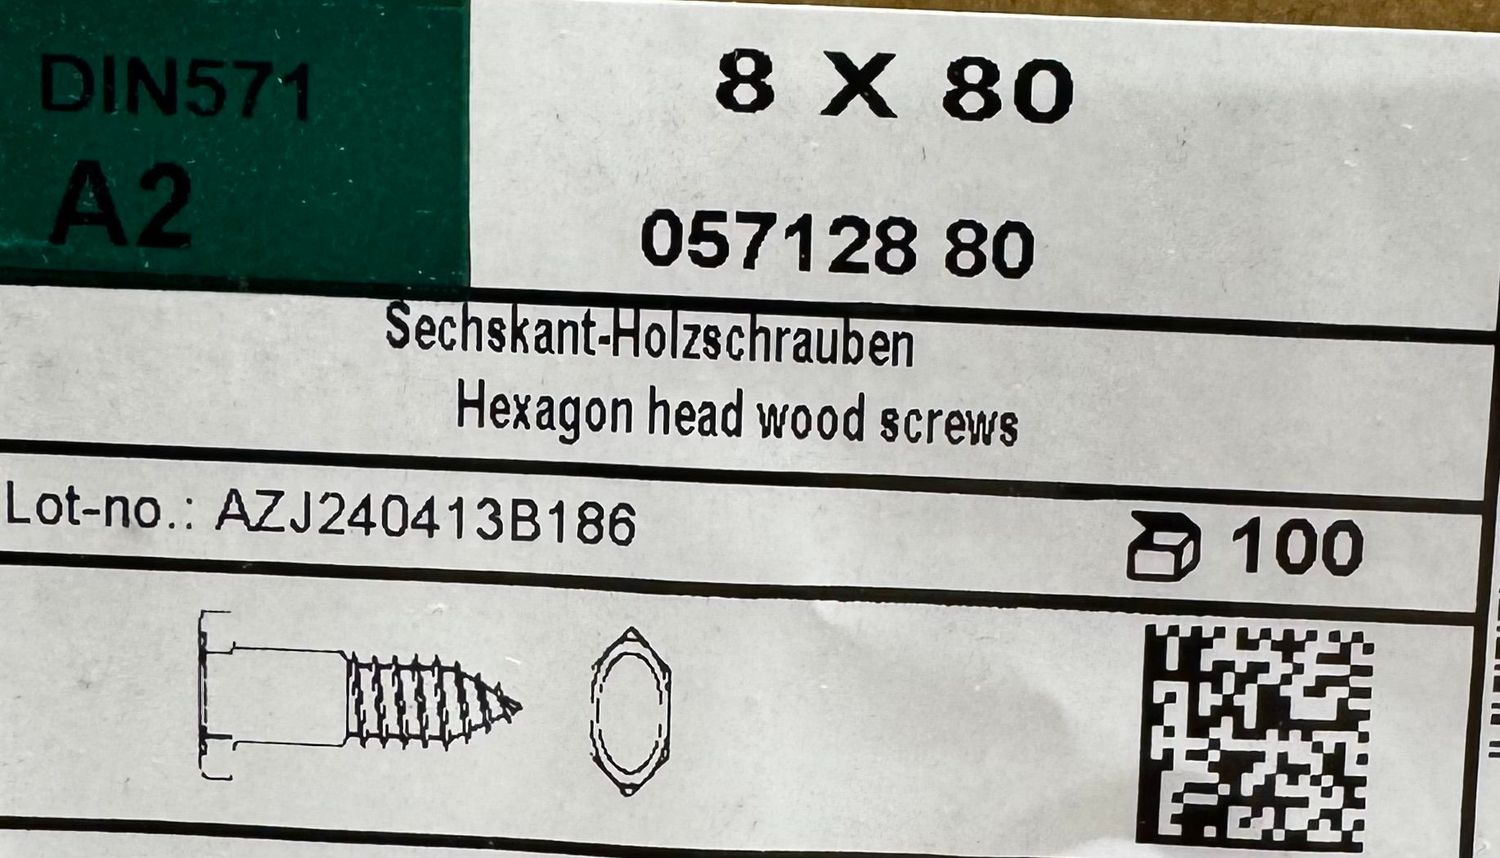 DIN571
A2
8 X 80
057128 80
Sechskant-Holzschrauben
Hexagon head wood screws
Lot-no.: AZJ240413B186
100